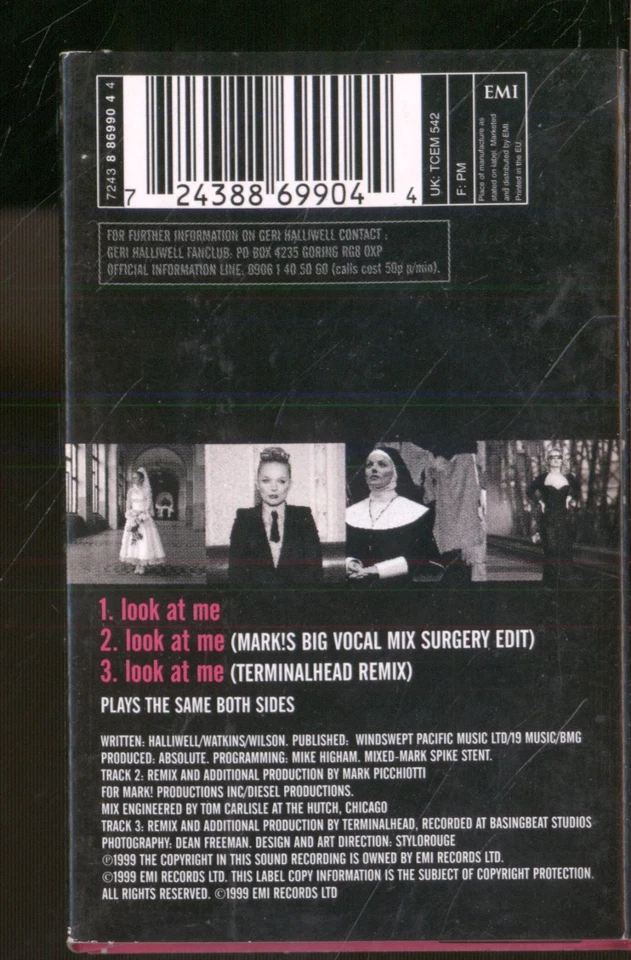 7243 8 86990 4 4
7 24388 69904 4
UK: TCEM 542
F: PM
EMI
Place of manufacture as
stated on label. Marketed
and distributed by EMI.
Printed in the EU.
FOR FURTHER INFORMATION ON GERI HALLIWELL CONTACT :
GERI HALLIWELL FANCLUB: PO BOX 4235 GORING RG8 0XP
OFFICIAL INFORMATION LINE: 0906 1 40 50 60 (calls cost 50p p/min).
1. look at me
2. look at me (MARK!S BIG VOCAL MIX SURGERY EDIT)
3. look at me (TERMINALHEAD REMIX)
PLAYS THE SAME BOTH SIDES
WRITTEN: HALLIWELL/WATKINS/WILSON. PUBLISHED: WINDSWEPT PACIFIC MUSIC LTD/19 MUSIC/BMG
PRODUCED: ABSOLUTE. PROGRAMMING: MIKE HIGHAM. MIXED-MARK SPIKE STENT.
TRACK 2: REMIX AND ADDITIONAL PRODUCTION BY MARK PICCHIOTTI
FOR MARK! PRODUCTIONS INC/DIESEL PRODUCTIONS.
MIX ENGINEERED BY TOM CARLISLE AT THE HUTCH, CHICAGO
TRACK 3: REMIX AND ADDITIONAL PRODUCTION BY TERMINALHEAD, RECORDED AT BASINGBEAT STUDIOS
PHOTOGRAPHY: DEAN FREEMAN. DESIGN AND ART DIRECTION: STYLOROUGE
℗1999 THE COPYRIGHT IN THIS SOUND RECORDING IS OWNED BY EMI RECORDS LTD.
©1999 EMI RECORDS LTD. THIS LABEL COPY INFORMATION IS THE SUBJECT OF COPYRIGHT PROTECTION.
ALL RIGHTS RESERVED. ©1999 EMI RECORDS LTD